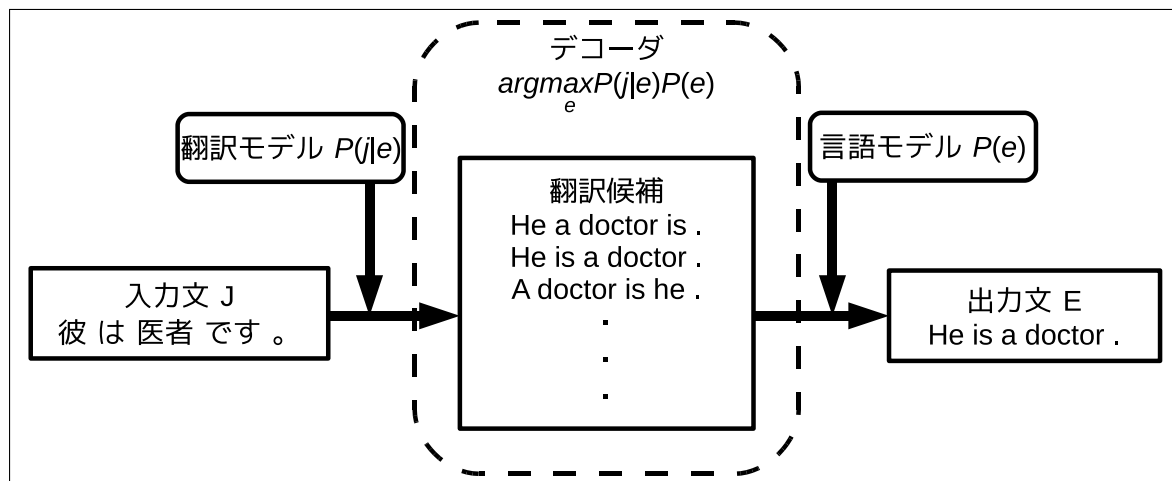 デコーダ
argmaxP(j|e)P(e)
e
翻訳モデル P(j|e)
言語モデル P(e)
翻訳候補
He a doctor is .
He is a doctor .
A doctor is he .
.
.
.
入力文 J
彼 は 医者 です 。
出力文 E
He is a doctor .